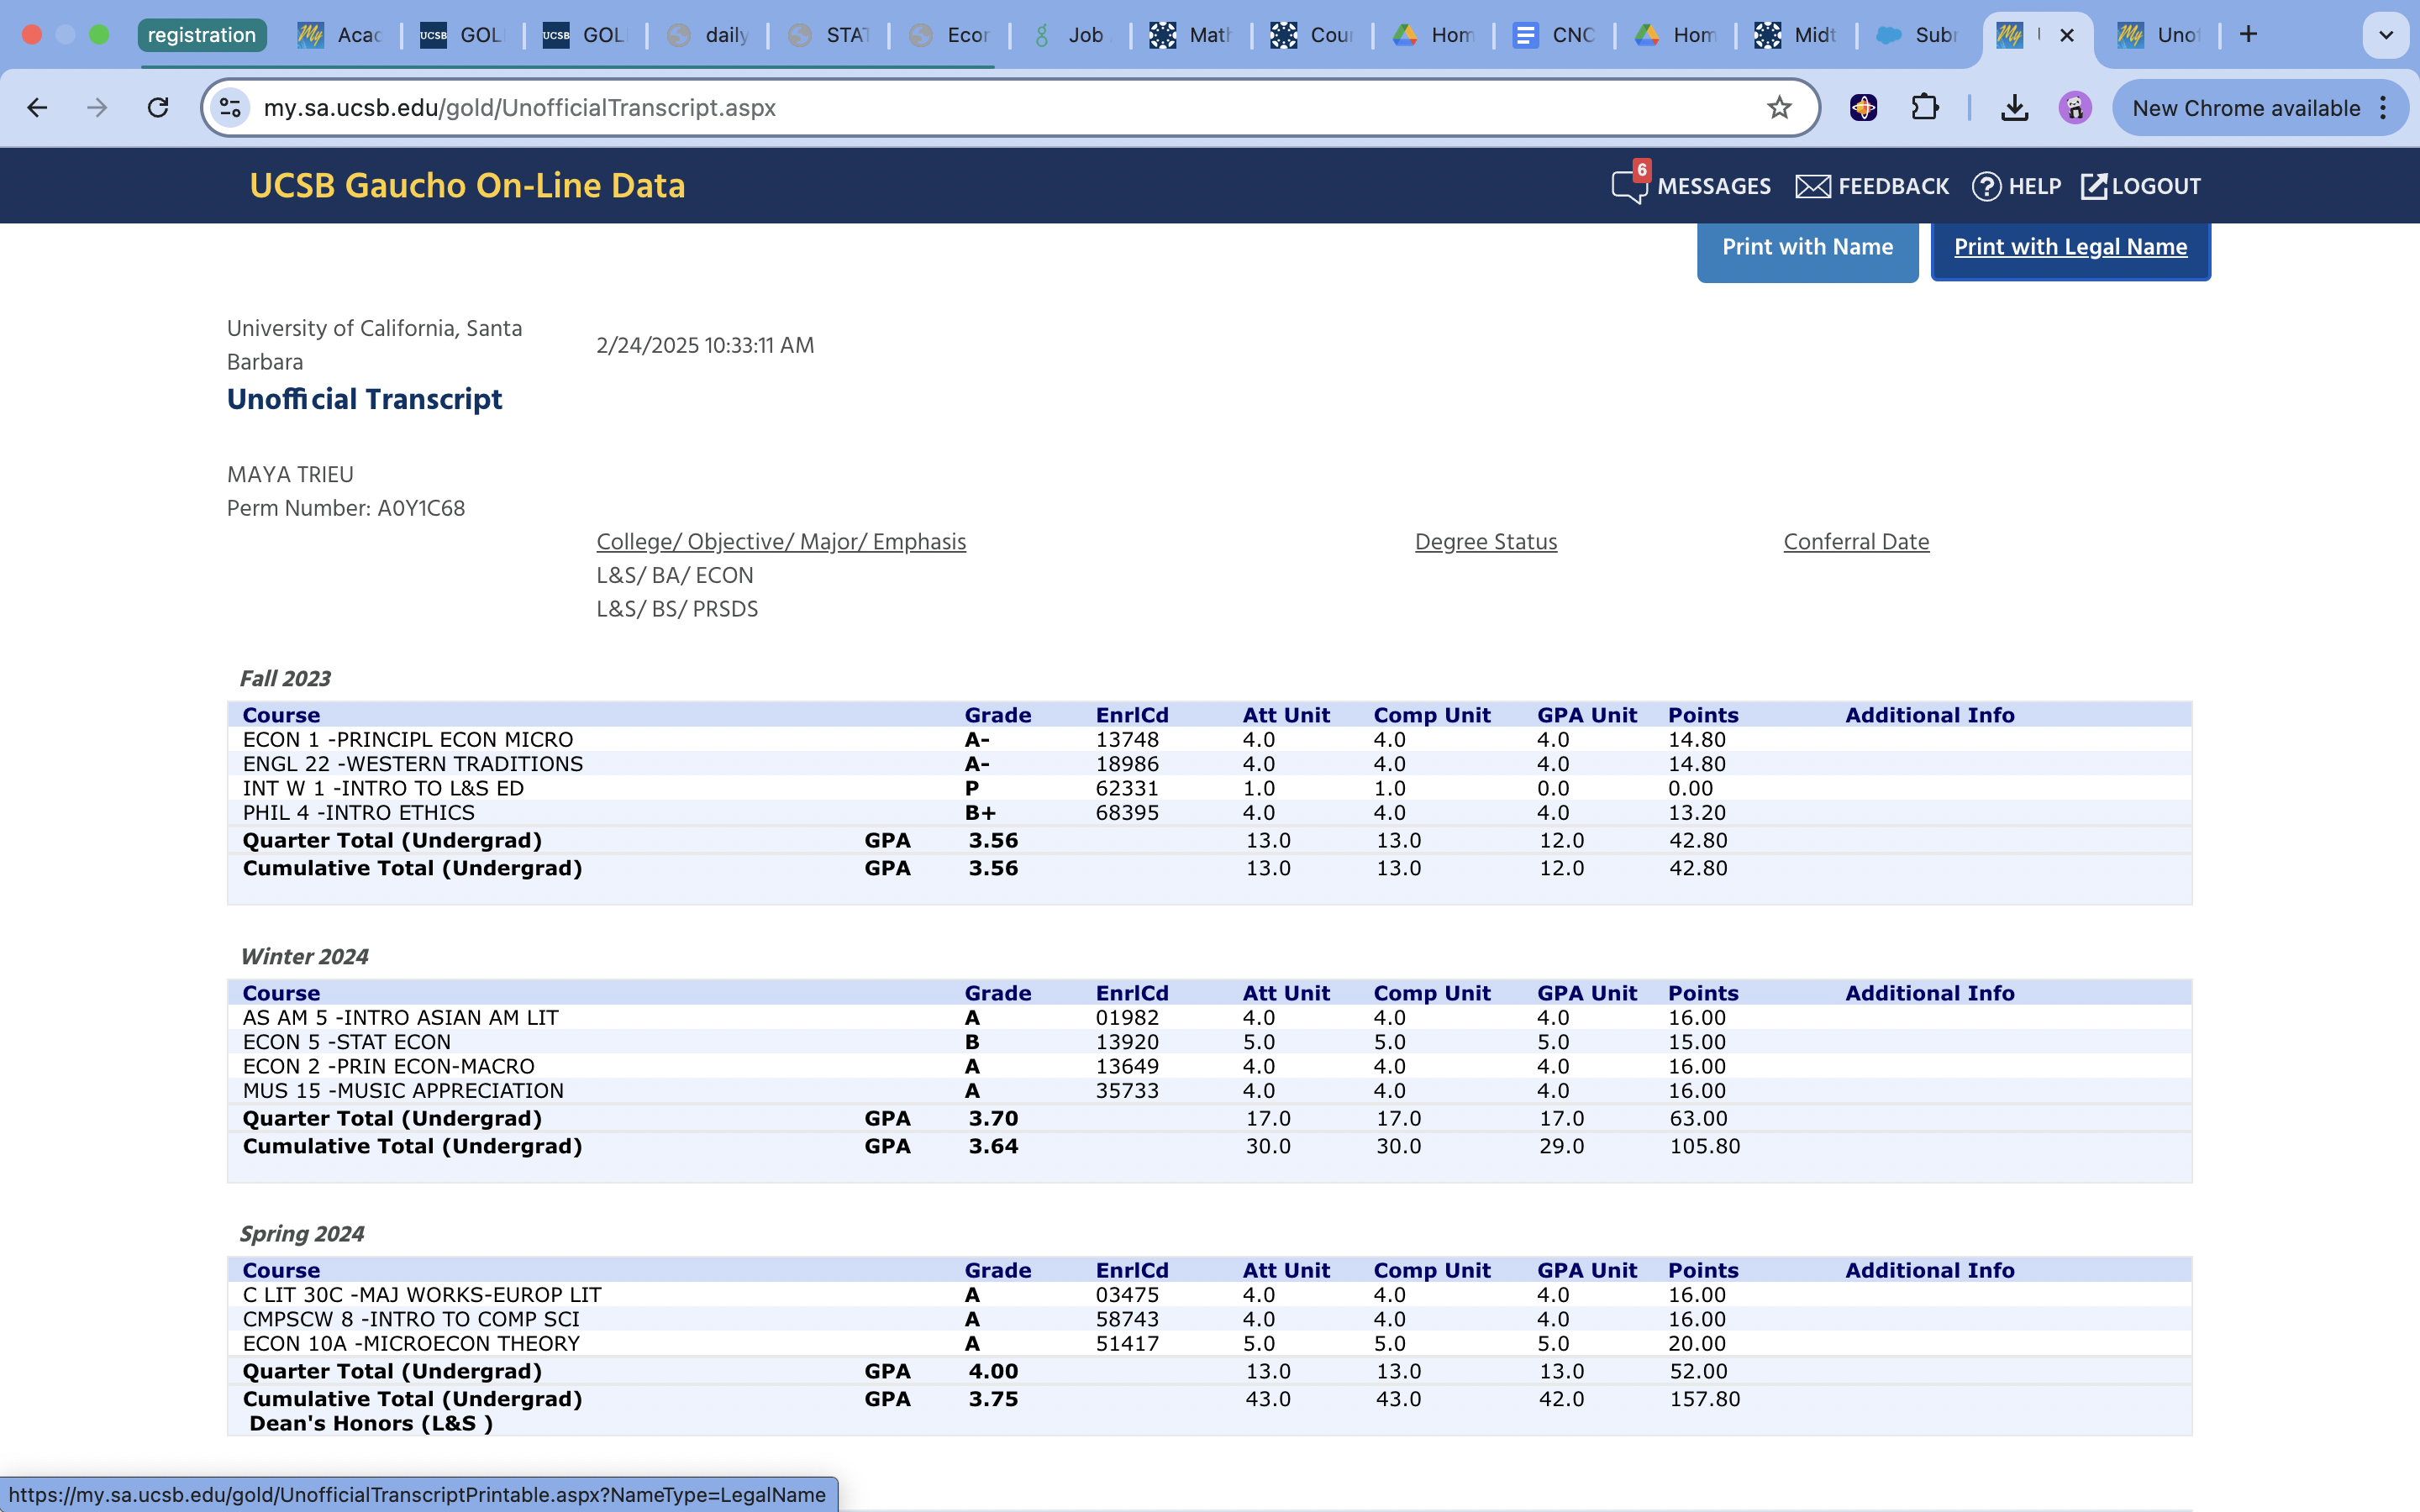 registration Acac GOL GOL daily STAT Ecor Job Math Cour Hom CNC Hom Midt Subr Uno
my.sa.ucsb.edu/gold/UnofficialTranscript.aspx New Chrome available
UCSB Gaucho On-Line Data 6 MESSAGES FEEDBACK HELP LOGOUT
Print with Name Print with Legal Name
University of California, Santa
Barbara
2/24/2025 10:33:11 AM
Unofficial Transcript
MAYA TRIEU
Perm Number: A0Y1C68
College/ Objective/ Major/ Emphasis Degree Status Conferral Date
L&S/ BA/ ECON
L&S/ BS/ PRSDS
Fall 2023
Course Grade EnrlCd Att Unit Comp Unit GPA Unit Points Additional Info
ECON 1 -PRINCIPL ECON MICRO A- 13748 4.0 4.0 4.0 14.80
ENGL 22 -WESTERN TRADITIONS A- 18986 4.0 4.0 4.0 14.80
INT W 1 -INTRO TO L&S ED P 62331 1.0 1.0 0.0 0.00
PHIL 4 -INTRO ETHICS B+ 68395 4.0 4.0 4.0 13.20
Quarter Total (Undergrad) GPA 3.56 13.0 13.0 12.0 42.80
Cumulative Total (Undergrad) GPA 3.56 13.0 13.0 12.0 42.80
Winter 2024
Course Grade EnrlCd Att Unit Comp Unit GPA Unit Points Additional Info
AS AM 5 -INTRO ASIAN AM LIT A 01982 4.0 4.0 4.0 16.00
ECON 5 -STAT ECON B 13920 5.0 5.0 5.0 15.00
ECON 2 -PRIN ECON-MACRO A 13649 4.0 4.0 4.0 16.00
MUS 15 -MUSIC APPRECIATION A 35733 4.0 4.0 4.0 16.00
Quarter Total (Undergrad) GPA 3.70 17.0 17.0 17.0 63.00
Cumulative Total (Undergrad) GPA 3.64 30.0 30.0 29.0 105.80
Spring 2024
Course Grade EnrlCd Att Unit Comp Unit GPA Unit Points Additional Info
C LIT 30C -MAJ WORKS-EUROP LIT A 03475 4.0 4.0 4.0 16.00
CMPSCW 8 -INTRO TO COMP SCI A 58743 4.0 4.0 4.0 16.00
ECON 10A -MICROECON THEORY A 51417 5.0 5.0 5.0 20.00
Quarter Total (Undergrad) GPA 4.00 13.0 13.0 13.0 52.00
Cumulative Total (Undergrad) GPA 3.75 43.0 43.0 42.0 157.80
Dean's Honors (L&S )
https://my.sa.ucsb.edu/gold/UnofficialTranscriptPrintable.aspx?NameType=LegalName